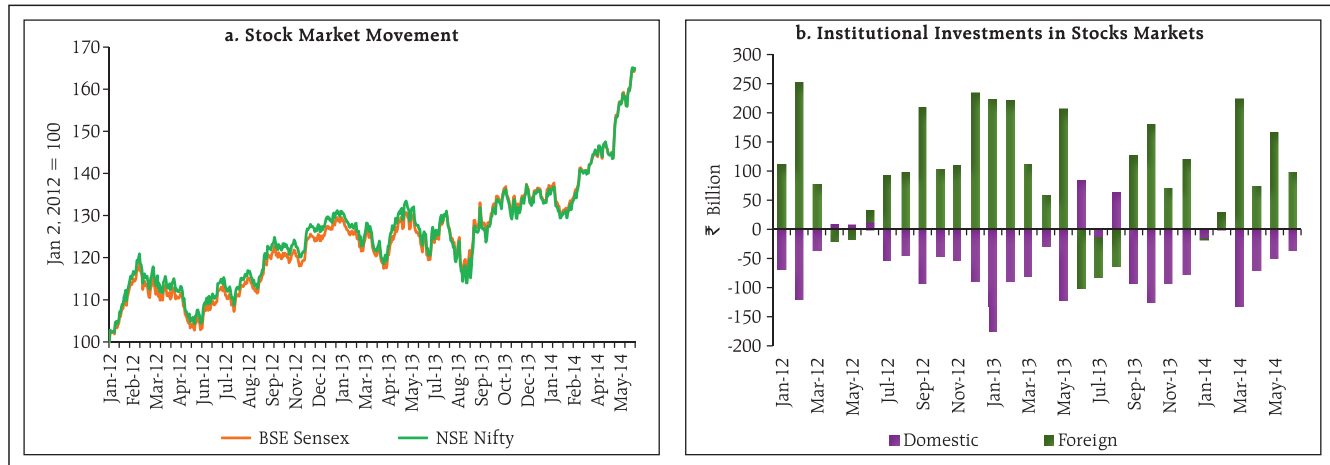 a. Stock Market Movement
170
160
150
140
130
120
110
100
Jan 2, 2012 = 100
Jan-12
Feb-12
Mar-12
Apr-12
Jun-12
Jul-12
Aug-12
Sep-12
Nov-12
Dec-12
Jan-13
Mar-13
Apr-13
May-13
Jul-13
Aug-13
Sep-13
Oct-13
Dec-13
Jan-14
Feb-14
Apr-14
May-14
BSE Sensex
NSE Nifty
b. Institutional Investments in Stocks Markets
300
250
200
150
100
50
0
-50
-100
-150
-200
₹ Billion
Jan-12
Mar-12
May-12
Jul-12
Sep-12
Nov-12
Jan-13
Mar-13
May-13
Jul-13
Sep-13
Nov-13
Jan-14
Mar-14
May-14
Domestic
Foreign